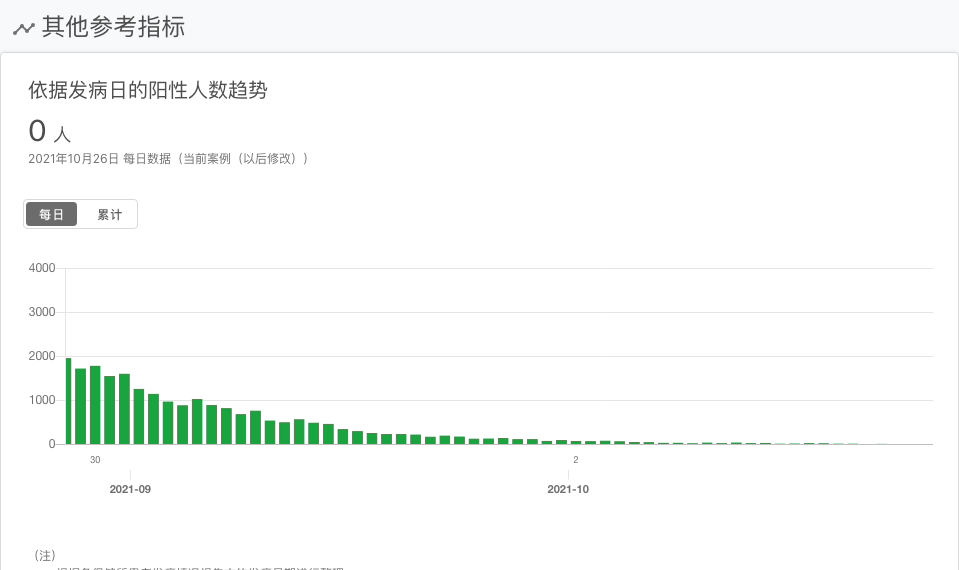 其他参考指标
依据发病日的阳性人数趋势
0 人
2021年10月26日 每日数据（当前案例（以后修改））
每日 累计
4000
3000
2000
1000
0
30 2
2021-09 2021-10
（注）